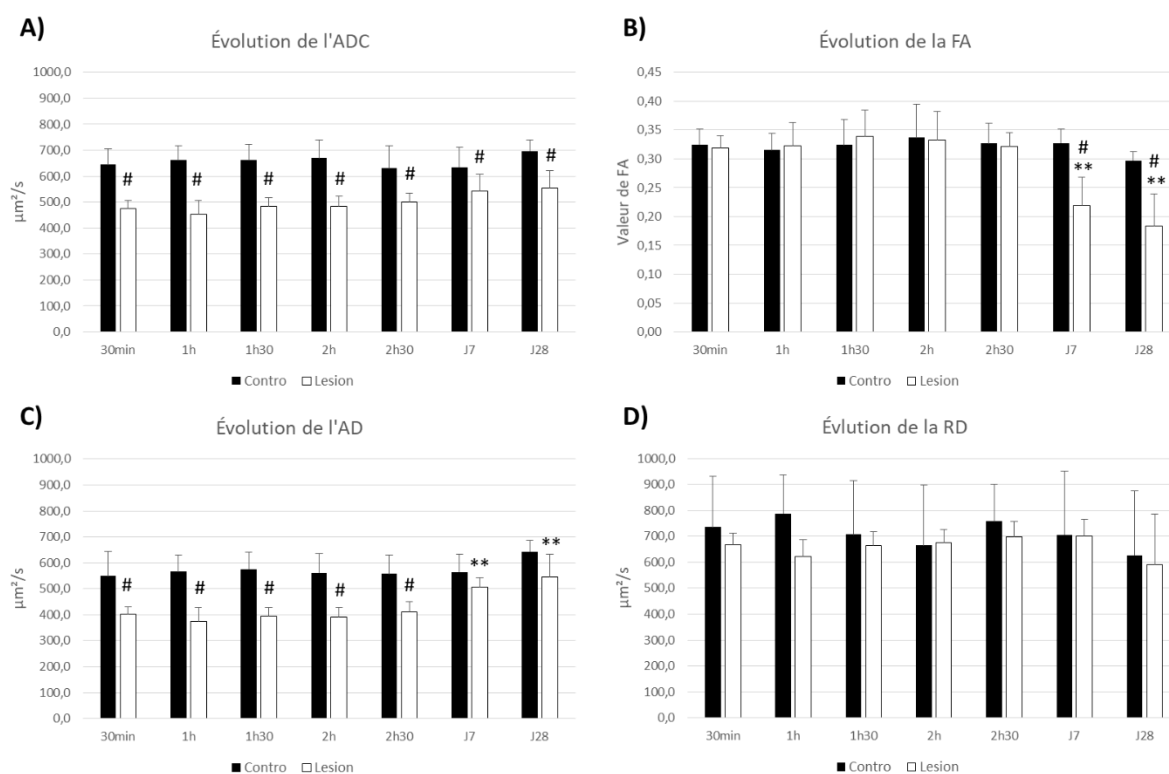 A)
Évolution de l'ADC
1000,0
900,0
800,0
700,0
600,0
500,0
400,0
300,0
200,0
100,0
0,0
µm²/s
# # # # # # #
30min 1h 1h30 2h 2h30 J7 J28
Contro Lesion
B)
Évolution de la FA
0,45
0,40
0,35
0,30
0,25
0,20
0,15
0,10
0,05
0,00
Valeur de FA
# #
** **
30min 1h 1h30 2h 2h30 J7 J28
Contro Lesion
C)
Évolution de l'AD
1000,0
900,0
800,0
700,0
600,0
500,0
400,0
300,0
200,0
100,0
0,0
µm²/s
# # # # # ** **
30min 1h 1h30 2h 2h30 J7 J28
Contro Lesion
D)
Évlution de la RD
1000,0
900,0
800,0
700,0
600,0
500,0
400,0
300,0
200,0
100,0
0,0
µm²/s
30min 1h 1h30 2h 2h30 J7 J28
Contro Lesion